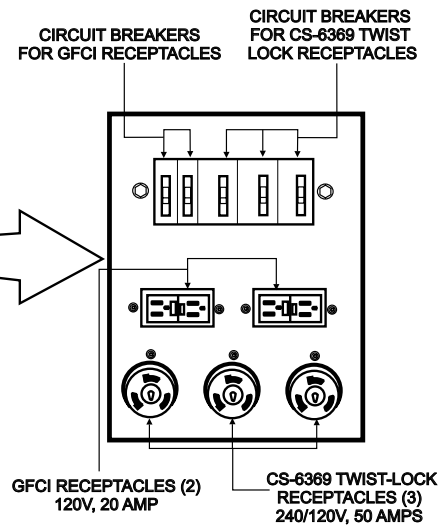 CIRCUIT BREAKERS
FOR GFCI RECEPTACLES
CIRCUIT BREAKERS
FOR CS-6369 TWIST
LOCK RECEPTACLES
GFCI RECEPTACLES (2)
120V, 20 AMP
CS-6369 TWIST-LOCK
RECEPTACLES (3)
240/120V, 50 AMPS